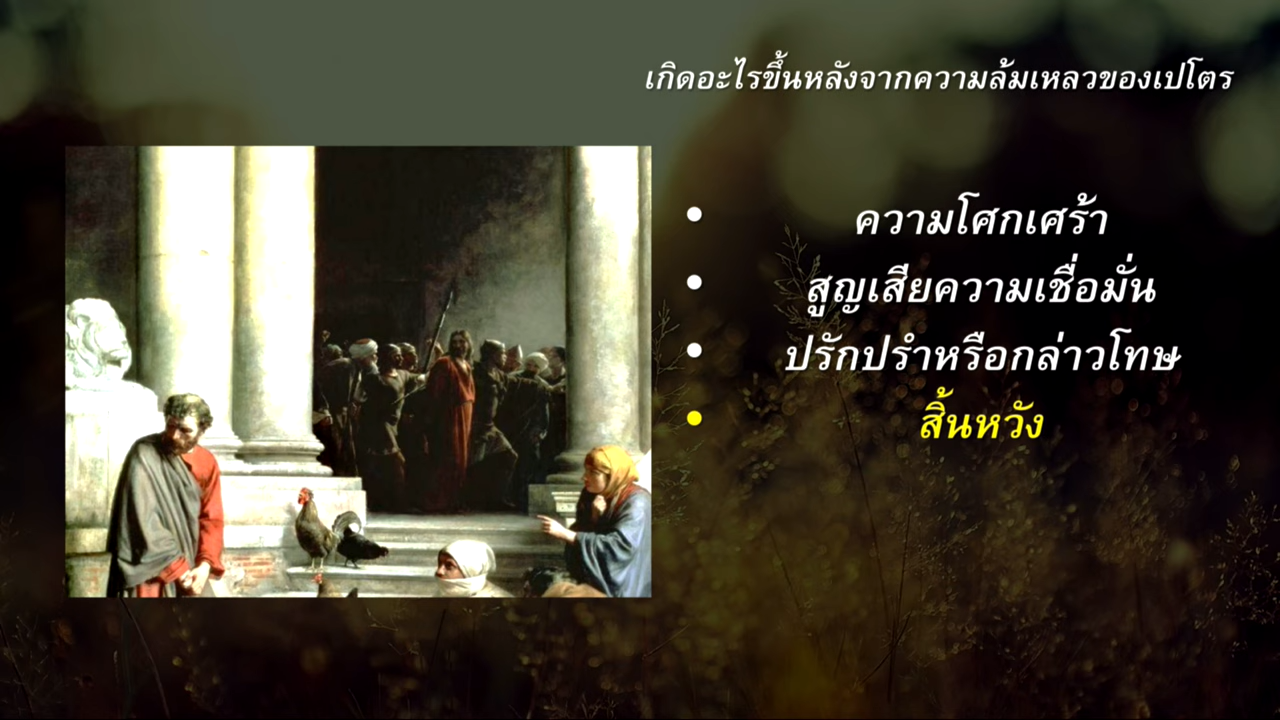 เกิดอะไรขึ้นหลังจากความล้มเหลวของเปโตร
• ความโศกเศร้า
• สูญเสียความเชื่อมั่น
• ปรักปรำหรือกล่าวโทษ
• สิ้นหวัง